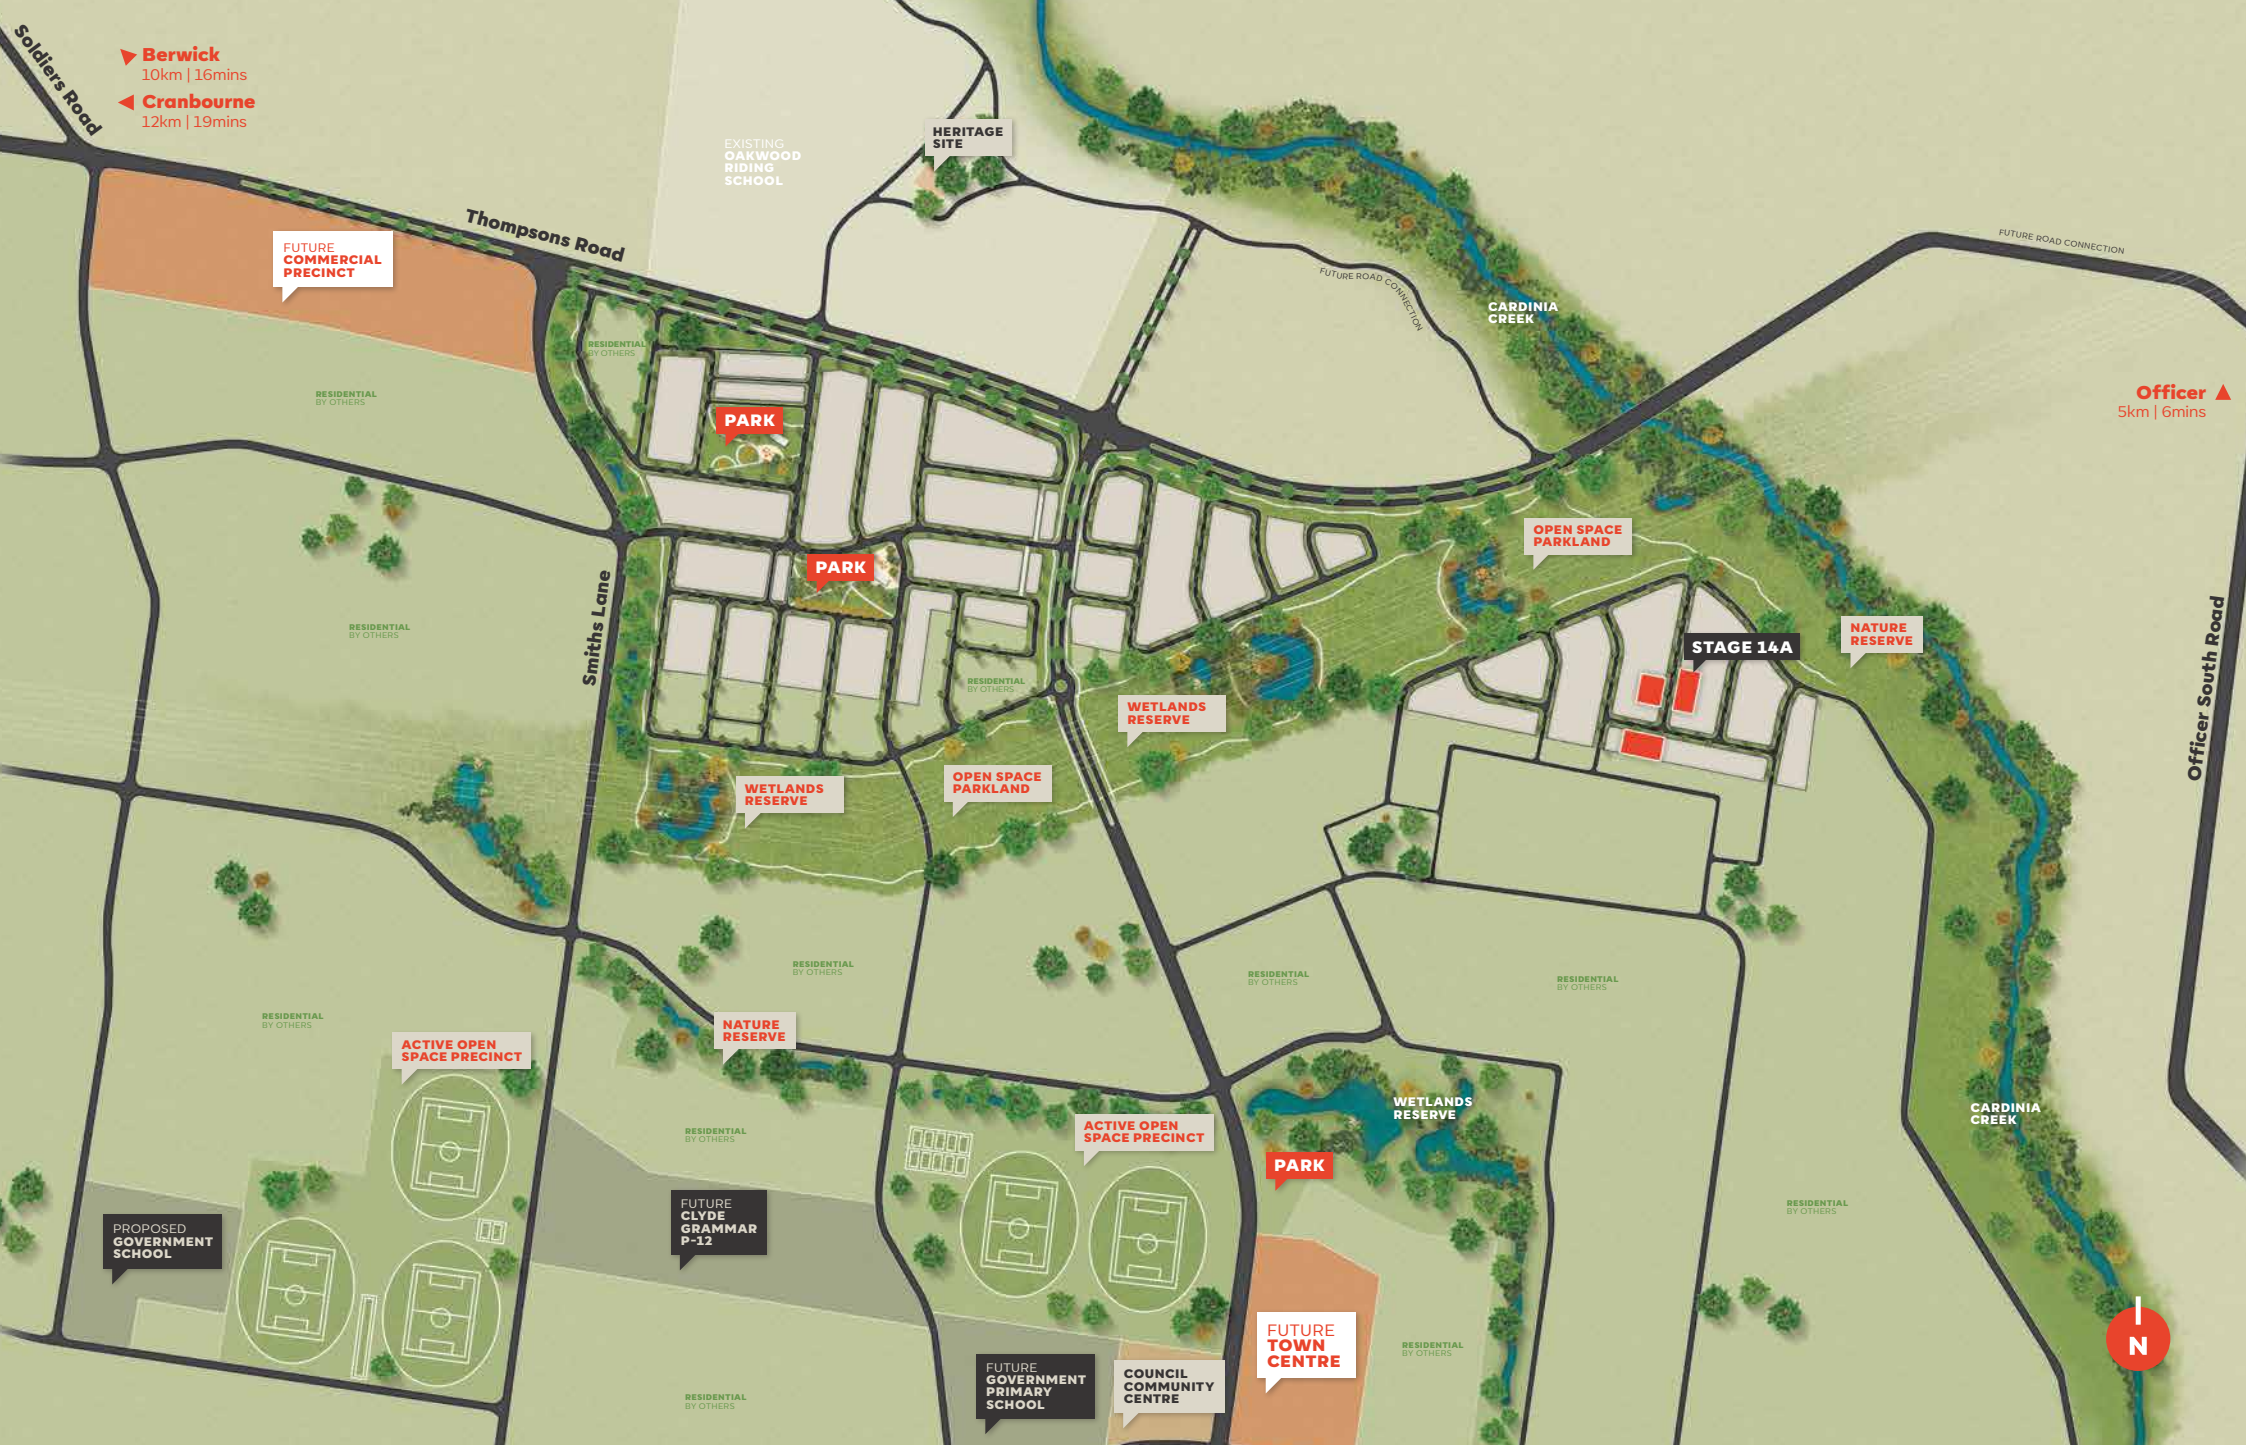 Soldiers Road
Berwick
10km | 16mins
Cranbourne
12km | 19mins
EXISTING
OAKWOOD
RIDING
SCHOOL
HERITAGE
SITE
Thompsons Road
FUTURE
COMMERCIAL
PRECINCT
FUTURE ROAD CONNECTION
FUTURE ROAD CONNECTION
CARDINIA
CREEK
RESIDENTIAL
BY OTHERS
RESIDENTIAL
BY OTHERS
Officer
5km | 6mins
PARK
OPEN SPACE
PARKLAND
PARK
Smiths Lane
RESIDENTIAL
BY OTHERS
NATURE
RESERVE
STAGE 14A
Officer South Road
RESIDENTIAL
BY OTHERS
WETLANDS
RESERVE
OPEN SPACE
PARKLAND
WETLANDS
RESERVE
RESIDENTIAL
BY OTHERS
RESIDENTIAL
BY OTHERS
RESIDENTIAL
BY OTHERS
RESIDENTIAL
BY OTHERS
NATURE
RESERVE
ACTIVE OPEN
SPACE PRECINCT
WETLANDS
RESERVE
CARDINIA
CREEK
ACTIVE OPEN
SPACE PRECINCT
RESIDENTIAL
BY OTHERS
PARK
FUTURE
CLYDE
GRAMMAR
P-12
RESIDENTIAL
BY OTHERS
PROPOSED
GOVERNMENT
SCHOOL
FUTURE
TOWN
CENTRE
N
RESIDENTIAL
BY OTHERS
FUTURE
GOVERNMENT
PRIMARY
SCHOOL
COUNCIL
COMMUNITY
CENTRE
RESIDENTIAL
BY OTHERS